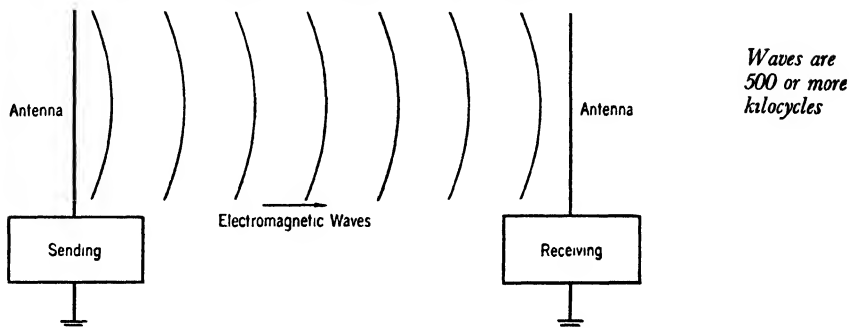 Waves are
500 or more
kilocycles
Antenna
Antenna
Electromagnetic Waves
Sending
Receiving